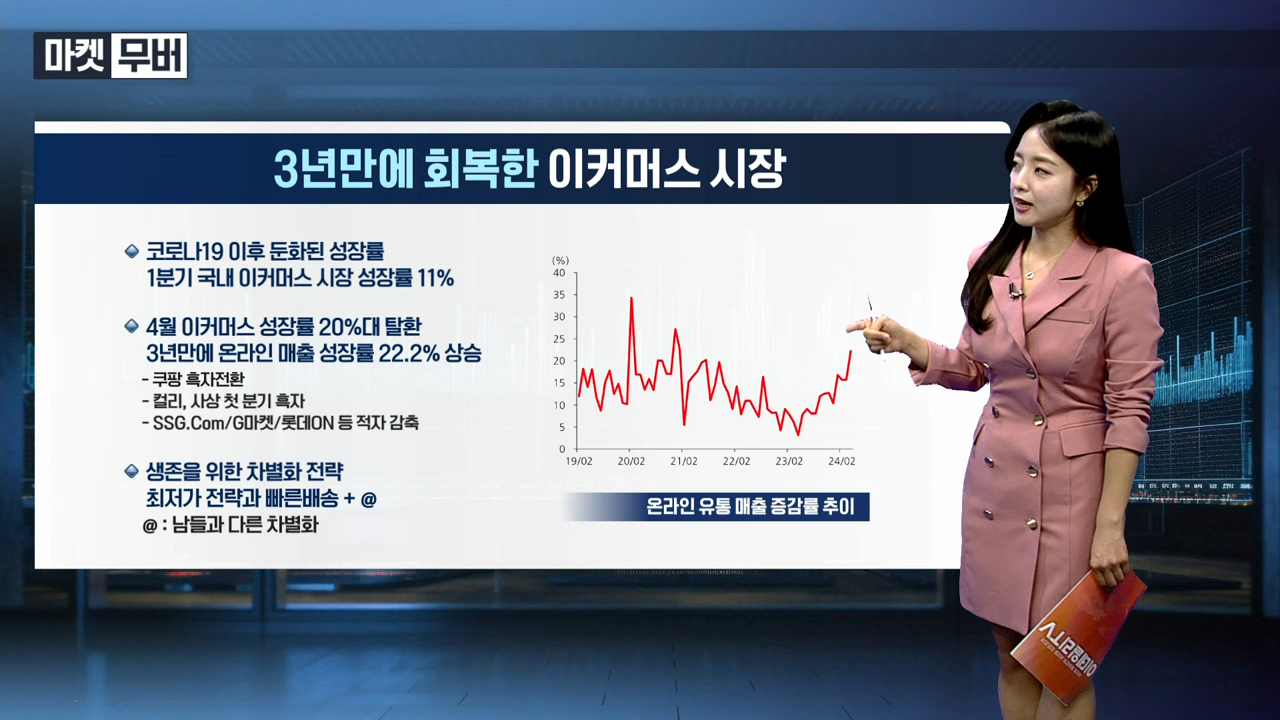 마켓 무버
3년만에 회복한 이커머스 시장
코로나19 이후 둔화된 성장률
1분기 국내 이커머스 시장 성장률 11%
4월 이커머스 성장률 20%대 탈환
3년만에 온라인 매출 성장률 22.2% 상승
- 쿠팡 흑자전환
- 컬리, 사상 첫 분기 흑자
- SSG.Com/G마켓/롯데ON 등 적자 감축
생존을 위한 차별화 전략
최저가 전략과 빠른배송 + @
@ : 남들과 다른 차별화
(%)
40
35
30
25
20
15
10
5
0
19/02 20/02 21/02 22/02 23/02 24/02
온라인 유통 매출 증감률 추이
이데일리TV